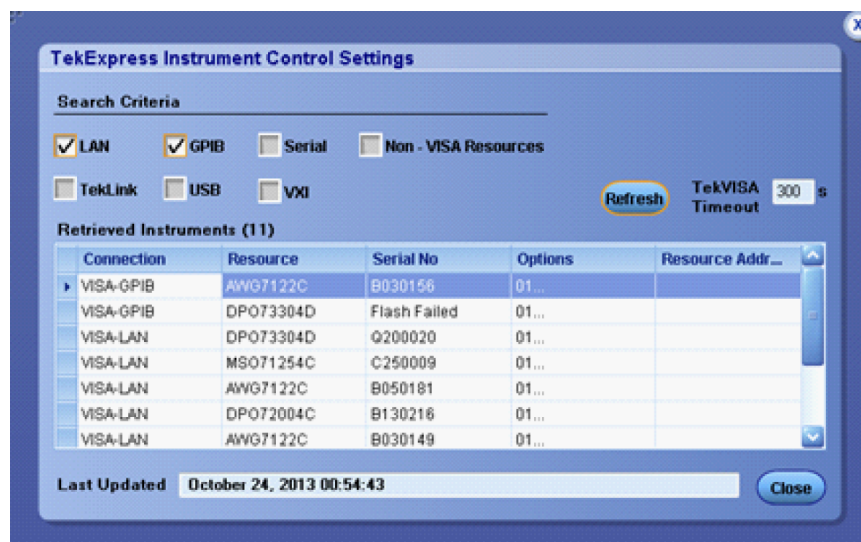 X
TekExpress Instrument Control Settings
Search Criteria
LAN GPIB Serial Non - VISA Resources
TekLink USB VXI Refresh TekVISA Timeout 300 s
Retrieved Instruments (11)
Connection Resource Serial No Options Resource Addr...
VISA-GPIB AWG7122C B030156 01...
VISA-GPIB DPO73304D Flash Failed 01...
VISA-LAN DPO73304D Q200020 01...
VISA-LAN MSO71254C C250009 01...
VISA-LAN AWG7122C B050181 01...
VISA-LAN DPO72004C B130216 01...
VISA-LAN AWG7122C B030149 01...
Last Updated October 24, 2013 00:54:43 Close